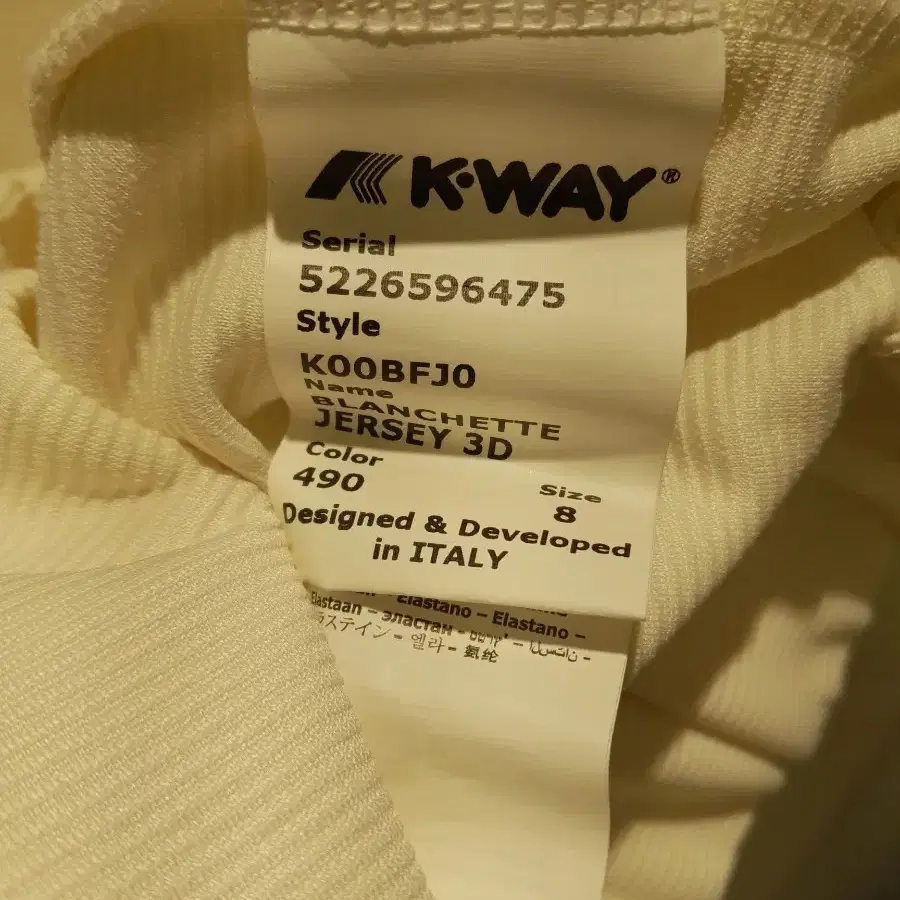 K·WAY®
Serial
5226596475
Style
K00BFJ0
Name
BLANCHETTE
JERSEY 3D
Color
490
Size
8
Designed & Developed
in ITALY
Elastano – Elastano –
Elastaan – эластан –
엘라 – 氨纶